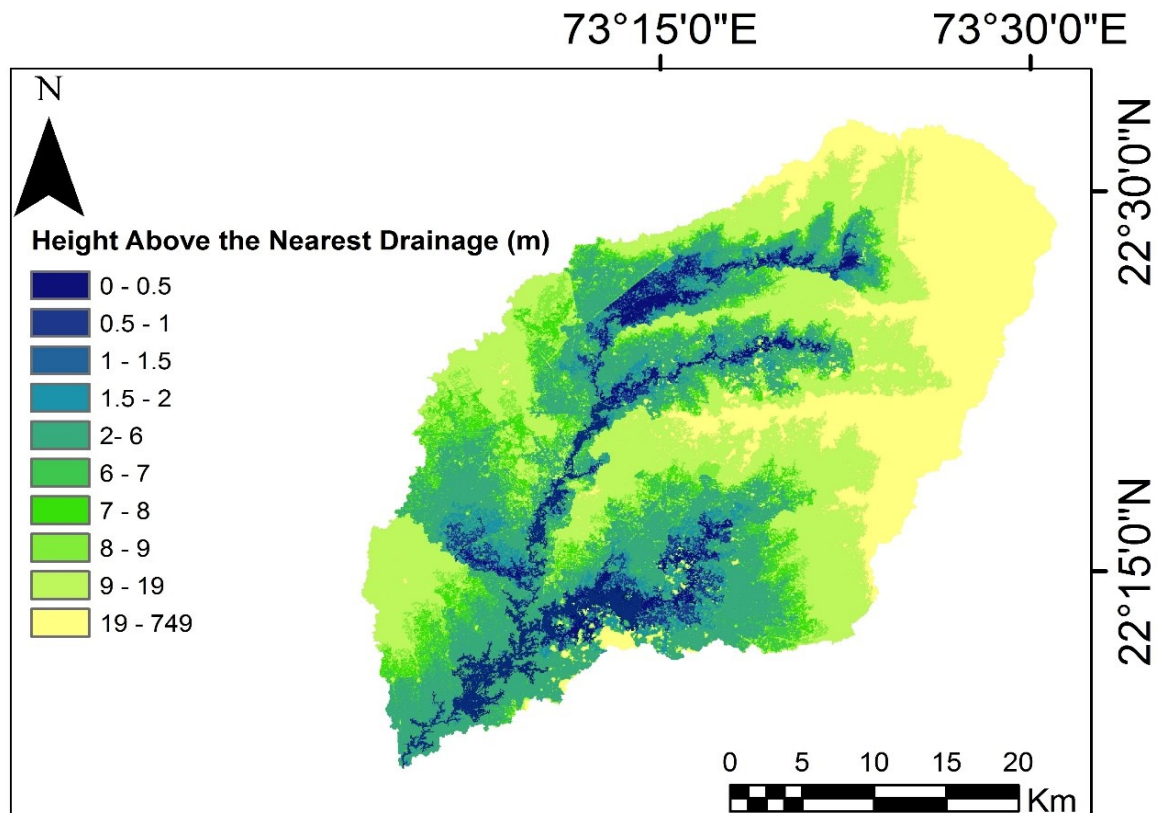 73°15'0"E 73°30'0"E
N
22°30'0"N
Height Above the Nearest Drainage (m)
0 - 0.5
0.5 - 1
1 - 1.5
1.5 - 2
2- 6
6 - 7
7 - 8
8 - 9
9 - 19
19 - 749
22°15'0"N
0 5 10 15 20
Km